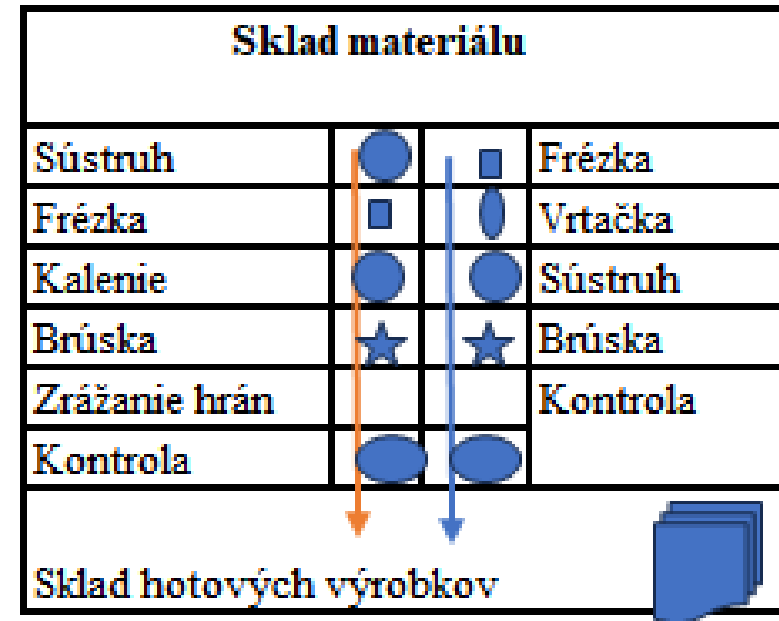 Sklad materiálu
Sústruh Frézka
Frézka Vrtačka
Kalenie Sústruh
Brúska Brúska
Zrážanie hrán Kontrola
Kontrola
Sklad hotových výrobkov